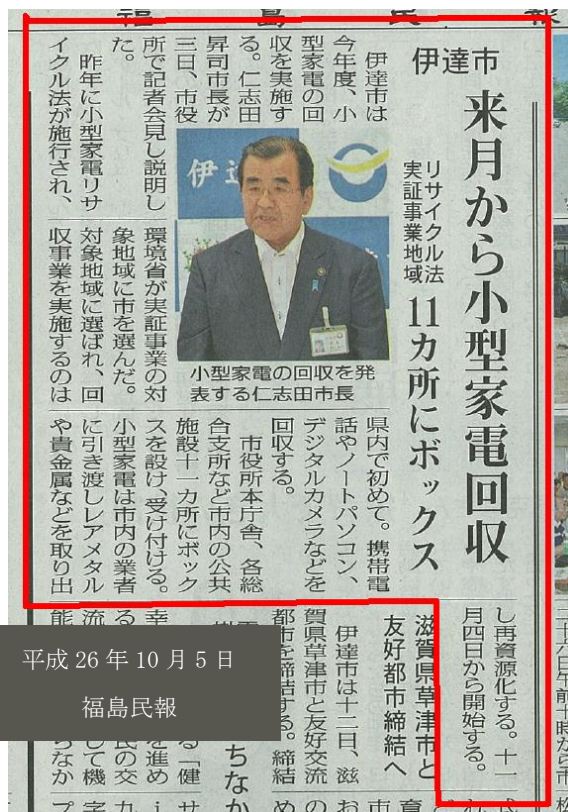 福島民報
伊達市
来月から小型家電回収
リサイクル法
実証事業地域
11カ所にボックス
伊達市は
今年度、小
型家電の回
収を実施す
る。仁志田
昇司市長が
三日、市役
所で記者会見し説明し
た。
昨年に小型家電リサ
イクル法が施行され、
環境省が実証事業の対
象地域に市を選んだ。
対象地域に選ばれ、回
収事業を実施するのは
県内で初めて。携帯電
話やノートパソコン、
デジタルカメラなどを
回収する。
市役所本庁舎、各総
合支所など市内の公共
施設十一カ所にボック
スを設け、受け付ける。
小型家電は市内の業者
に引き渡しレアメタル
や貴金属などを取り出
し再資源化する。十一
月四日から開始する。
伊達
小型家電の回収を発
表する仁志田市長
滋賀県草津市と
友好都市締結へ
伊達市は十二日、滋
賀県草津市と友好交流
都市を締結する。締結
平成26年10月5日
福島民報